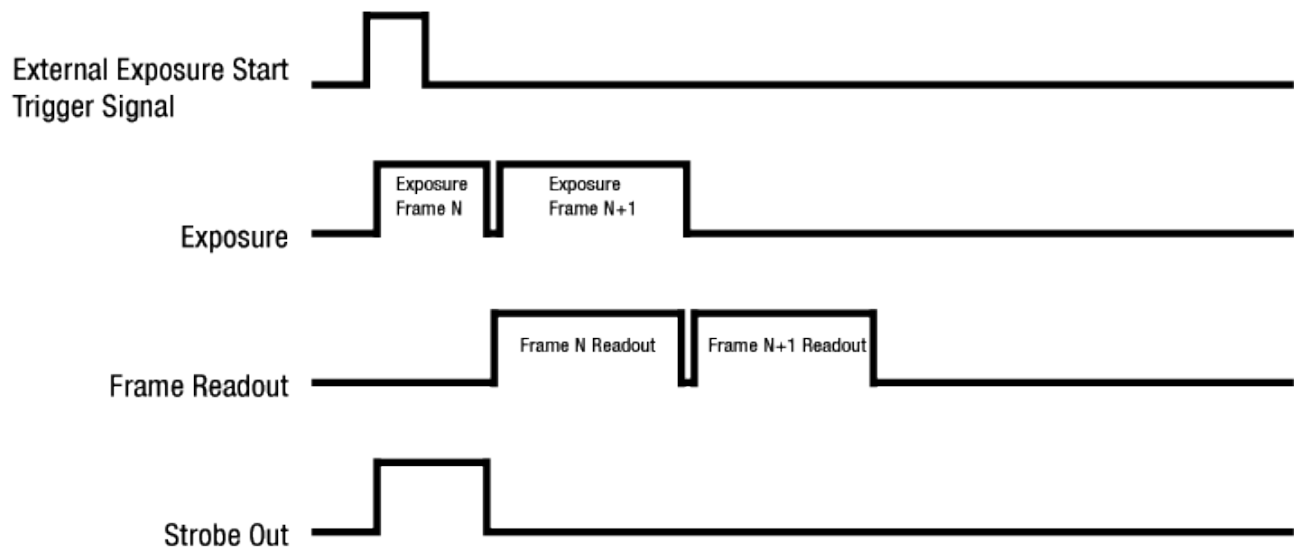 External Exposure Start
Trigger Signal
Exposure
Frame N
Exposure
Frame N+1
Exposure
Frame N Readout
Frame N+1 Readout
Frame Readout
Strobe Out